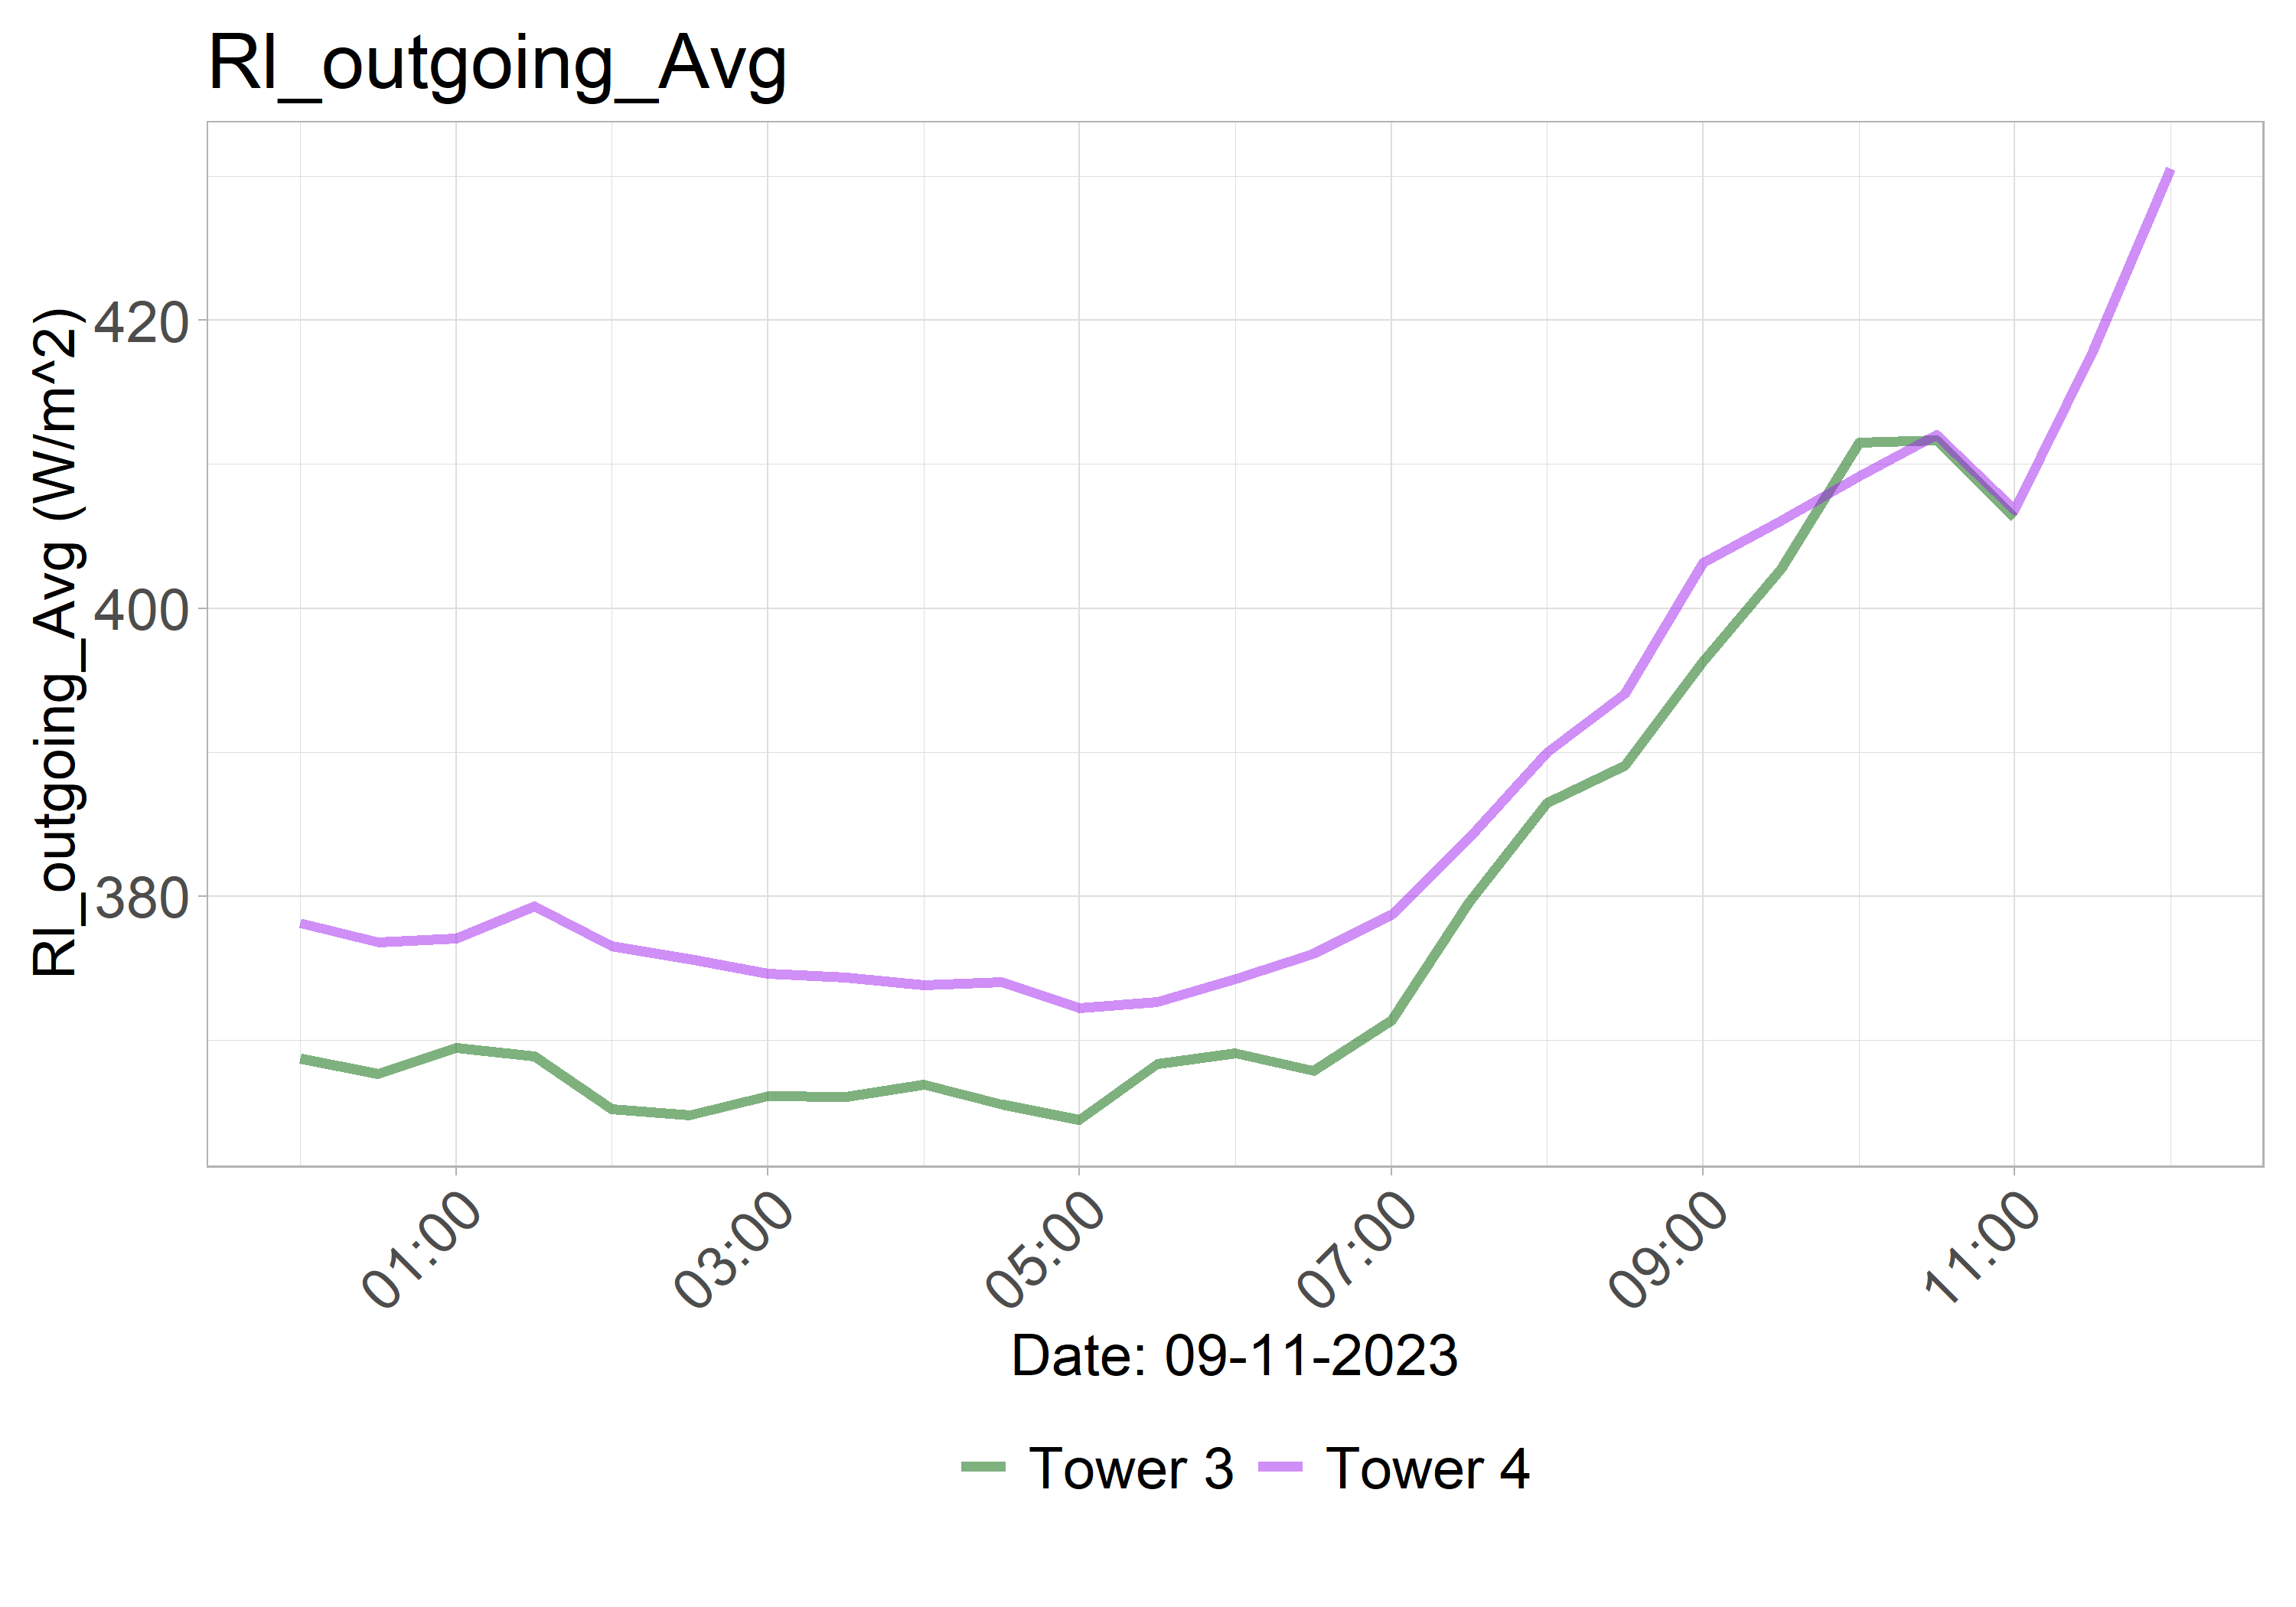 Rl_outgoing_Avg
Rl_outgoing_Avg (W/m^2)
420
400
380
01:00
03:00
05:00
07:00
09:00
11:00
Date: 09-11-2023
Tower 3
Tower 4